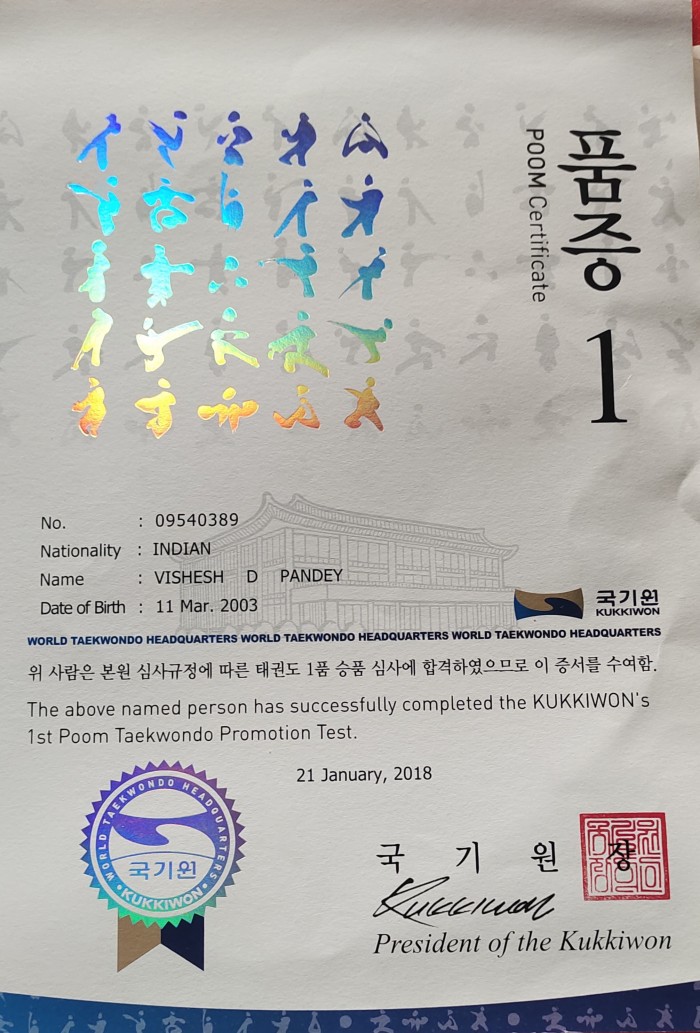 품증
POOM Certificate
1
No. : 09540389
Nationality : INDIAN
Name : VISHESH D PANDEY
Date of Birth : 11 Mar. 2003
국기원
KUKKIWON
WORLD TAEKWONDO HEADQUARTERS WORLD TAEKWONDO HEADQUARTERS WORLD TAEKWONDO HEADQUARTERS
위 사람은 본원 심사규정에 따른 태권도 1품 승품 심사에 합격하였으므로 이 증서를 수여함.
The above named person has successfully completed the KUKKIWON's
1st Poom Taekwondo Promotion Test.
21 January, 2018
WORLD TAEKWONDO HEADQUARTERS
국기원
·KUKKIWON·
국 기 원 장
Kukkiwon
President of the Kukkiwon